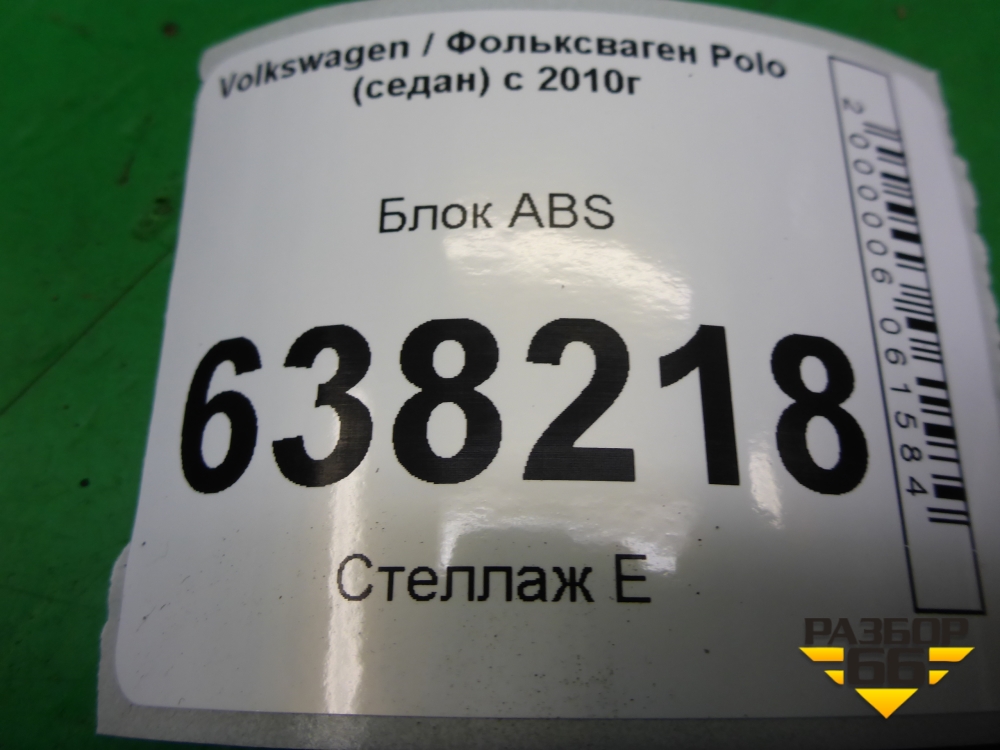 Volkswagen / Фольксваген Polo
(седан) с 2010г
Блок ABS
638218
Стеллаж Е
2000006061584
РАЗБОР
66